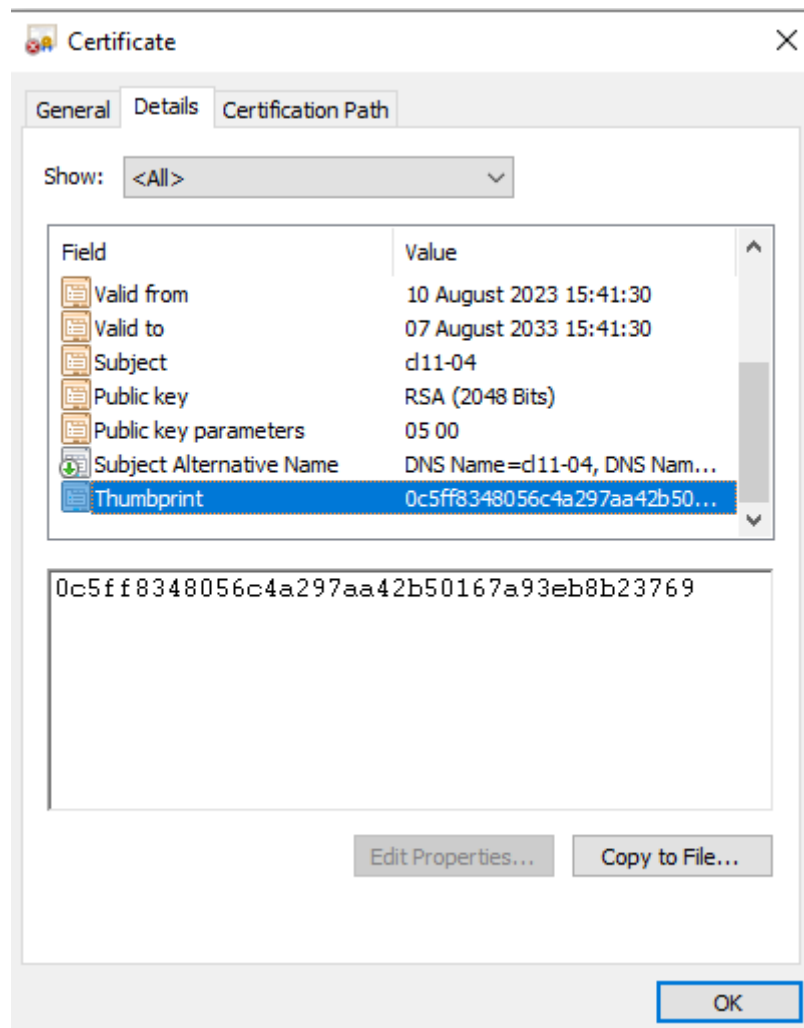 Certificate
General Details Certification Path
Show: <All>
Field Value
Valid from 10 August 2023 15:41:30
Valid to 07 August 2033 15:41:30
Subject cl11-04
Public key RSA (2048 Bits)
Public key parameters 05 00
Subject Alternative Name DNS Name=cl11-04, DNS Nam...
Thumbprint 0c5ff8348056c4a297aa42b50...
0c5ff8348056c4a297aa42b50167a93eb8b23769
Edit Properties... Copy to File...
OK